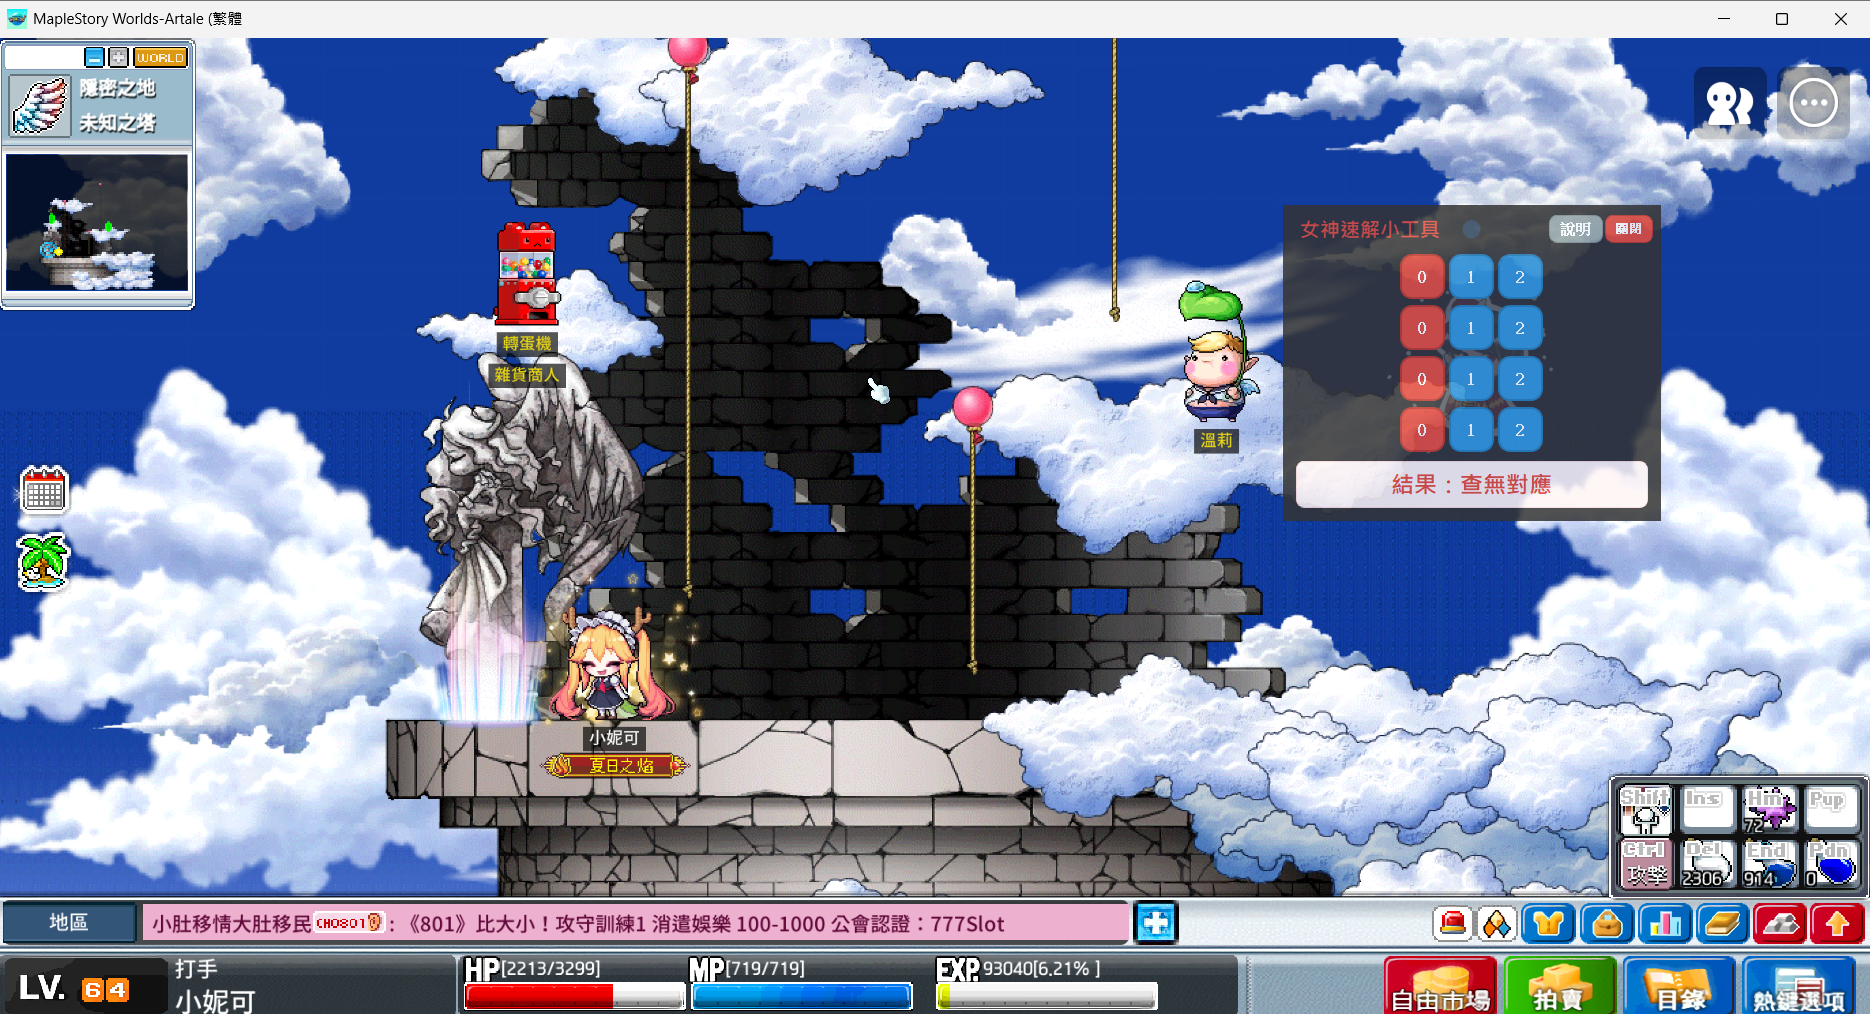 MapleStory Worlds-Artale (繁體
WORLD
隱密之地
未知之塔
轉蛋機
雜貨商人
溫莉
女神速解小工具
說明
關閉
0 1 2
0 1 2
0 1 2
0 1 2
結果：查無對應
小妮可
夏日之焰
Shift Ins Hm Pup
72
Ctrl Del End Pdn
攻擊 2306 914 0
地區
小肚移情大肚移民 CHO801 : 《801》比大小！攻守訓練1 消遣娛樂 100-1000 公會認證：777Slot
LV. 64
打手
小妮可
HP[2213/3299] MP[719/719] EXP.93040[6.21% ]
自由市場 拍賣 目錄 熱鍵選項